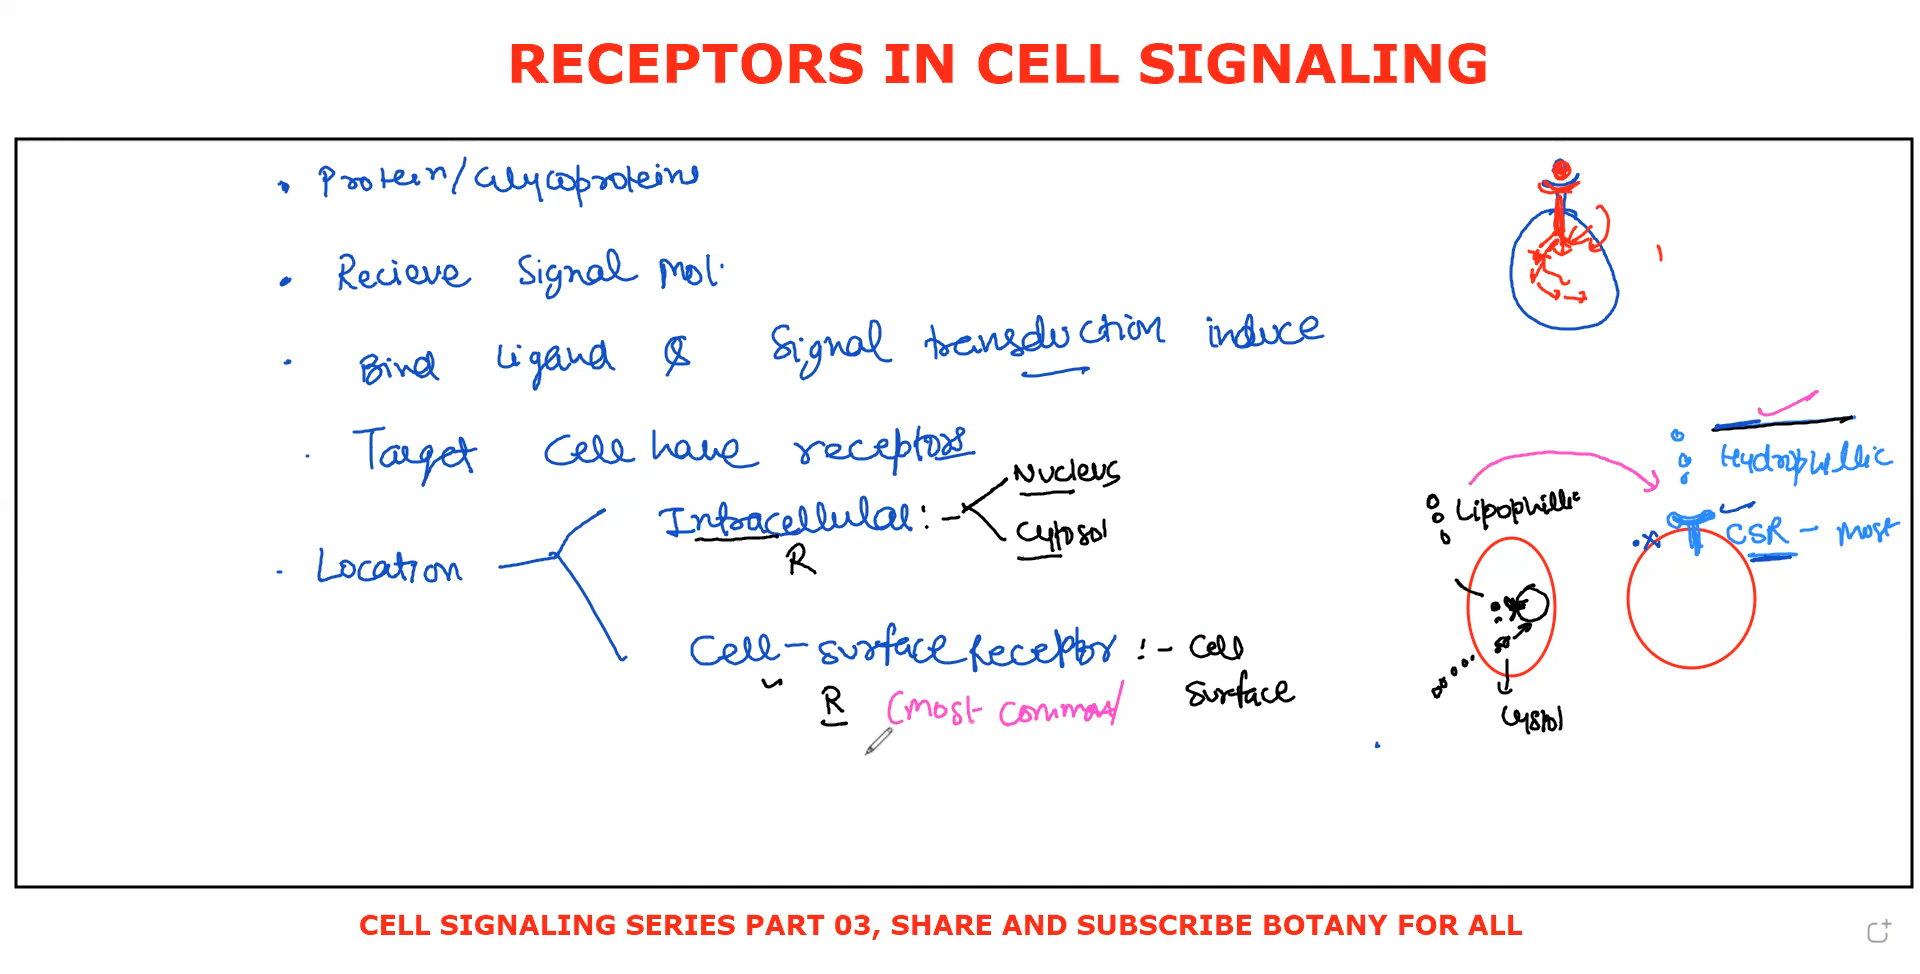 RECEPTORS IN CELL SIGNALING
• Protein/Glycoproteins
• Recieve Signal Mol.
• Bind Ligand & Signal transduction induce
• Target Cell have receptors
• Location
Intracellular :-
R
Nucleus
Cytosol
Cell-surface Receptor :- Cell
Surface
R (most common)
Hydrophillic
Lipophillic
CSR - most
Cystol
CELL SIGNALING SERIES PART 03, SHARE AND SUBSCRIBE BOTANY FOR ALL